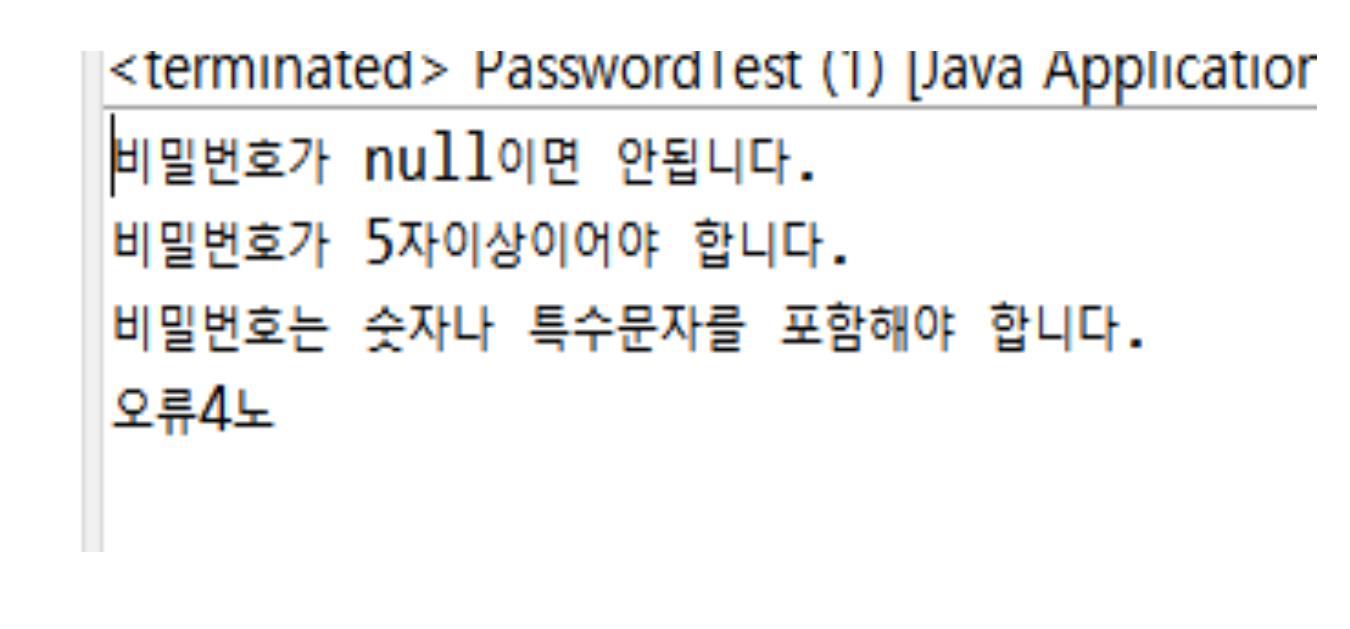 <terminated> PasswordTest (1) [Java Application
비밀번호가 null이면 안됩니다.
비밀번호가 5자이상이어야 합니다.
비밀번호는 숫자나 특수문자를 포함해야 합니다.
오류4노